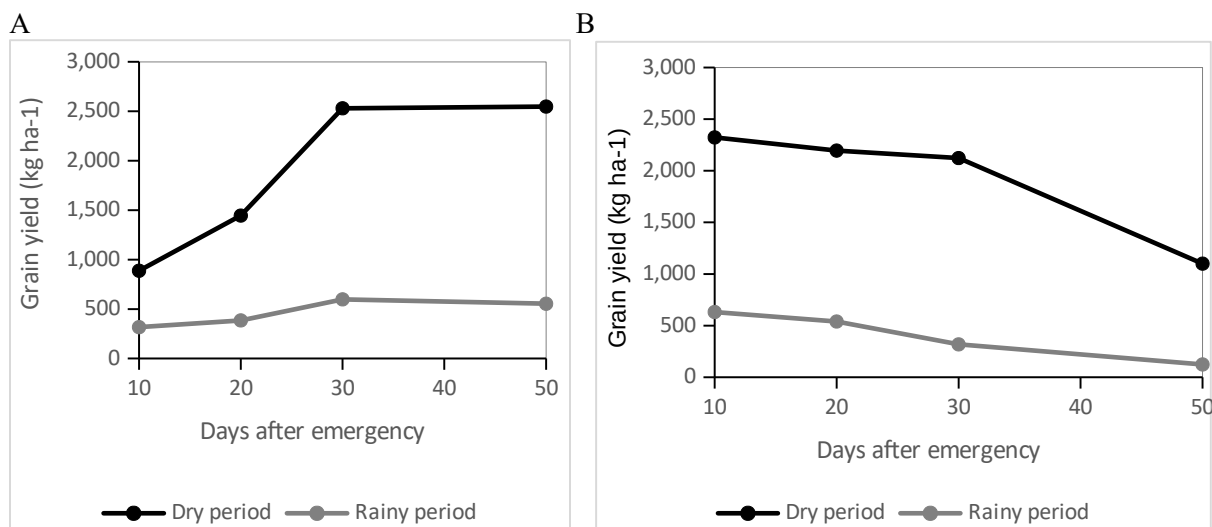 A
3,000
2,500
2,000
1,500
1,000
500
0
Grain yield (kg ha-1)
10 20 30 40 50
Days after emergency
Dry period Rainy period
B
3,000
2,500
2,000
1,500
1,000
500
0
Grain yield (kg ha-1)
10 20 30 40 50
Days after emergency
Dry period Rainy period